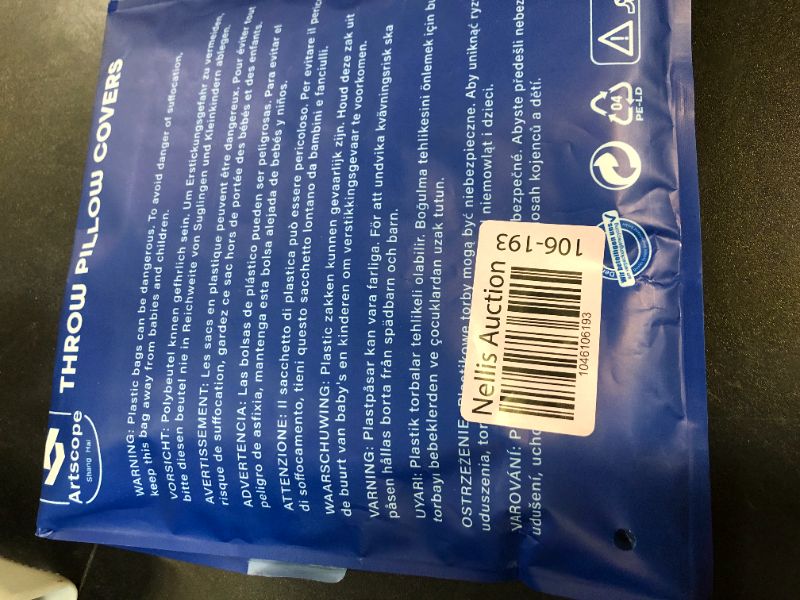 Artscope
Shang Hai
THROW PILLOW COVERS
WARNING: Plastic bags can be dangerous. To avoid danger of suffocation,
keep this bag away from babies and children.
VORSICHT: Polybeutel knnen gefhrlich sein. Um Erstickungsgefahr zu vermeiden,
bitte diesen beutel nie in Reichweite von Suglingen und Kleinkindern ablegen.
AVERTISSEMENT: Les sacs en plastique peuvent être dangereux. Pour éviter tout
risque de suffocation, gardez ce sac hors de portée des bébés et des enfants.
ADVERTENCIA: Las bolsas de plástico pueden ser peligrosas. Para evitar el
peligro de asfixia, mantenga esta bolsa alejada de bebés y niños.
ATTENZIONE: Il sacchetto di plastica può essere pericoloso. Per evitare il
di soffocamento, tieni questo sacchetto lontano da bambini e fanciulli.
WAARSCHUWING: Plastic zakken kunnen gevaarlijk zijn. Houd deze zak uit
de buurt van baby's en kinderen om verstikkingsgevaar te voorkomen.
VARNING: Plastpåsar kan vara farliga. För att undvika kvävningsrisk ska
påsen hållas borta från spädbarn och barn.
UYARI: Plastik torbalar tehlikeli olabilir. Boğulma tehlikesini önlemek için bu
torbayı bebeklerden ve çocuklardan uzak tutun.
OSTRZEŻENIE: Plastikowe torby mogą być niebezpieczne. Aby uniknąć
uduszenia, niemowląt i dzieci.
VAROVÁNÍ: Abyste předešli
udušení, kojenců a dětí.
04
PE-LD
Nellis Auction
106-193
1046106193